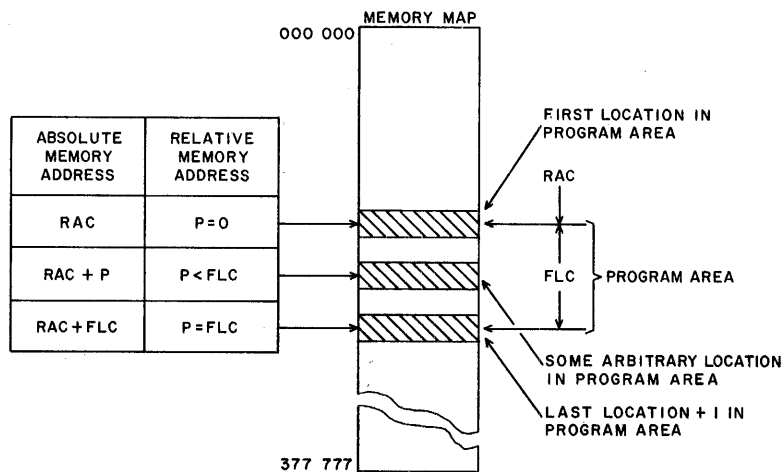 MEMORY MAP
000 000
FIRST LOCATION IN
PROGRAM AREA
ABSOLUTE
MEMORY
ADDRESS
RELATIVE
MEMORY
ADDRESS
RAC
RAC
P=0
RAC + P
P<FLC
FLC
PROGRAM AREA
RAC+FLC
P=FLC
SOME ARBITRARY LOCATION
IN PROGRAM AREA
LAST LOCATION + 1 IN
PROGRAM AREA
377 777